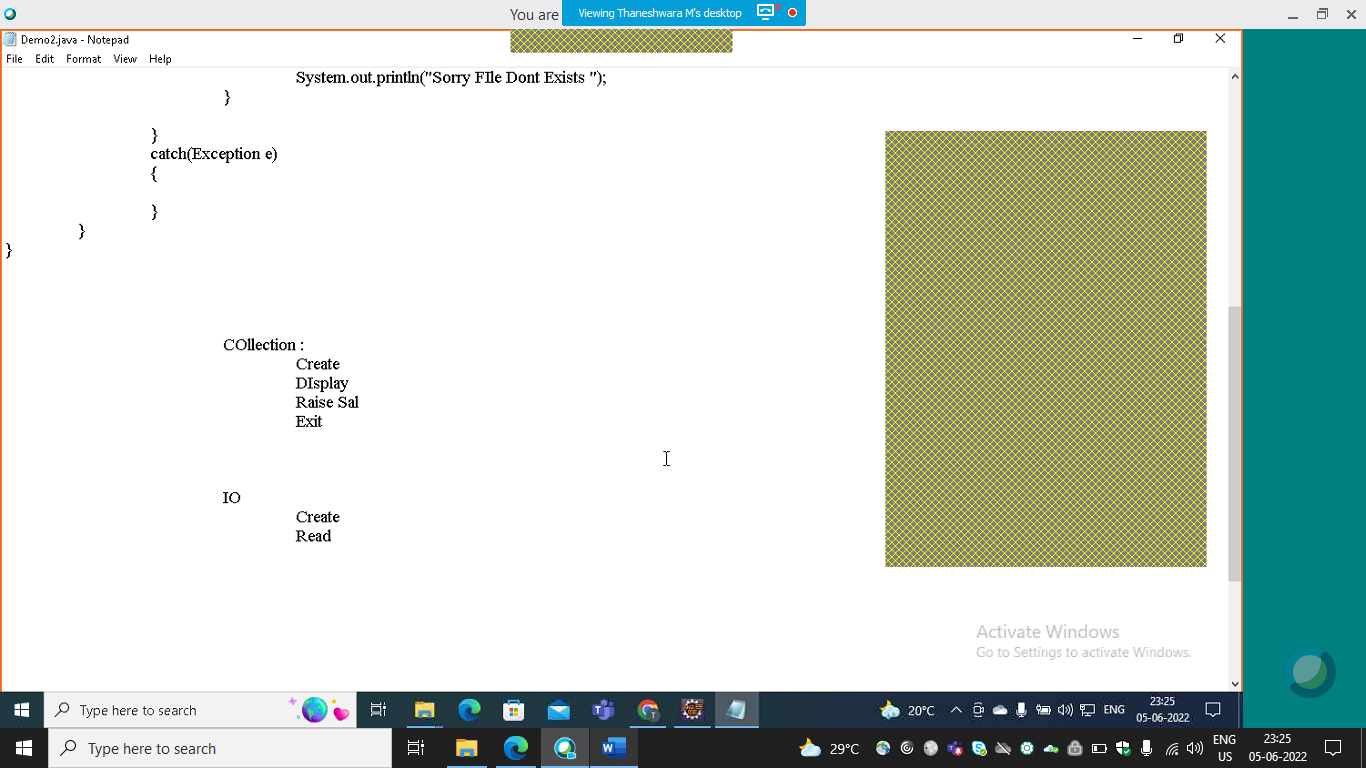 You are
Viewing Thaneshwara M's desktop
Demo2.java - Notepad
File Edit Format View Help
System.out.println("Sorry FIle Dont Exists ");
}
}
catch(Exception e)
{
}
}
}
COllection :
Create
DIsplay
Raise Sal
Exit
IO
Create
Read
Activate Windows
Go to Settings to activate Windows.
Type here to search
20°C
ENG
23:25
05-06-2022
Type here to search
29°C
ENG
US
23:25
05-06-2022